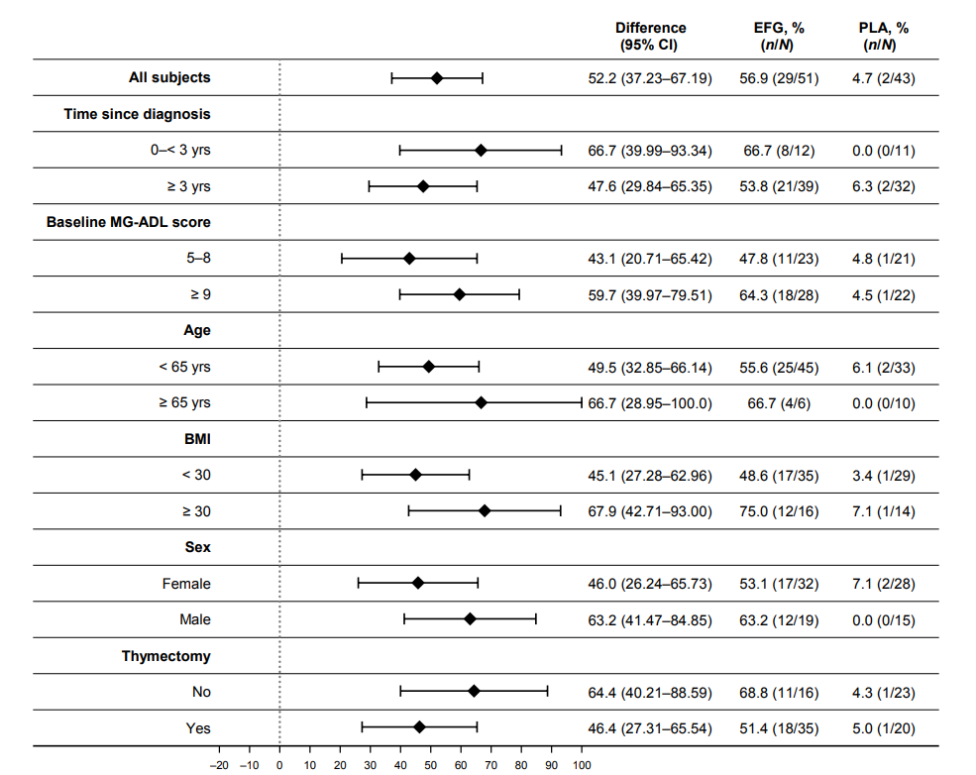 Difference EFG, % PLA, %
(95% CI) (n/N) (n/N)
All subjects 52.2 (37.23–67.19) 56.9 (29/51) 4.7 (2/43)
Time since diagnosis
0–< 3 yrs 66.7 (39.99–93.34) 66.7 (8/12) 0.0 (0/11)
≥ 3 yrs 47.6 (29.84–65.35) 53.8 (21/39) 6.3 (2/32)
Baseline MG-ADL score
5–8 43.1 (20.71–65.42) 47.8 (11/23) 4.8 (1/21)
≥ 9 59.7 (39.97–79.51) 64.3 (18/28) 4.5 (1/22)
Age
< 65 yrs 49.5 (32.85–66.14) 55.6 (25/45) 6.1 (2/33)
≥ 65 yrs 66.7 (28.95–100.0) 66.7 (4/6) 0.0 (0/10)
BMI
< 30 45.1 (27.28–62.96) 48.6 (17/35) 3.4 (1/29)
≥ 30 67.9 (42.71–93.00) 75.0 (12/16) 7.1 (1/14)
Sex
Female 46.0 (26.24–65.73) 53.1 (17/32) 7.1 (2/28)
Male 63.2 (41.47–84.85) 63.2 (12/19) 0.0 (0/15)
Thymectomy
No 64.4 (40.21–88.59) 68.8 (11/16) 4.3 (1/23)
Yes 46.4 (27.31–65.54) 51.4 (18/35) 5.0 (1/20)
–20 –10 0 10 20 30 40 50 60 70 80 90 100